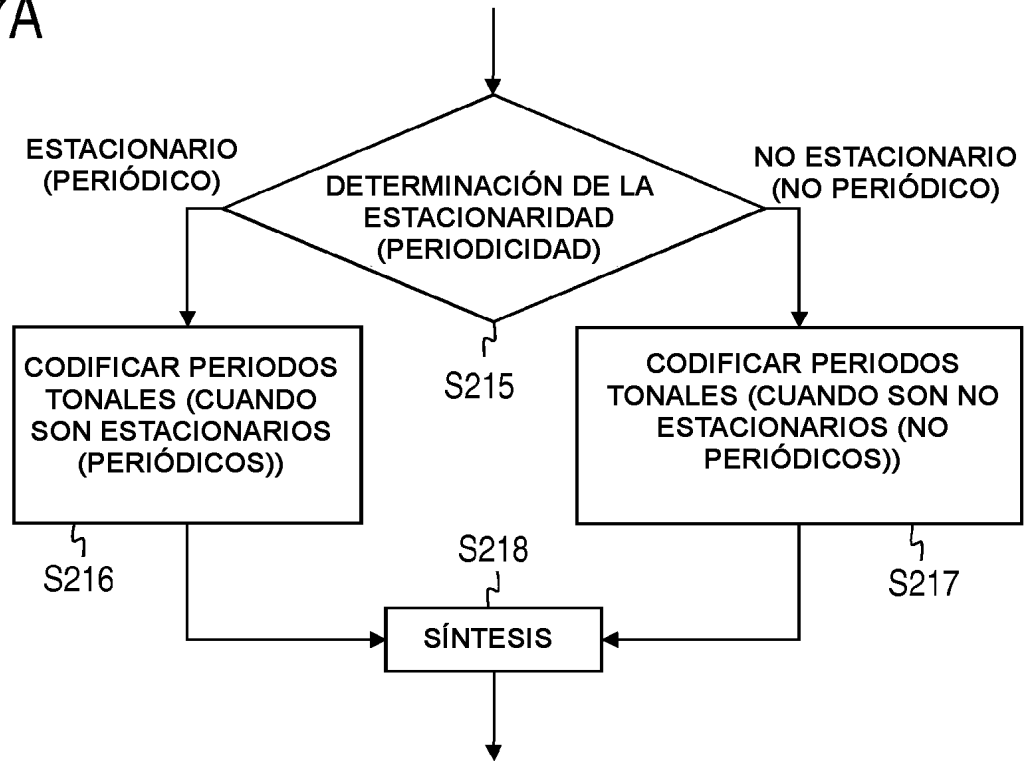 ESTACIONARIO
(PERIÓDICO)
NO ESTACIONARIO
(NO PERIÓDICO)
DETERMINACIÓN DE LA
ESTACIONARIDAD
(PERIODICIDAD)
S215
CODIFICAR PERIODOS
TONALES (CUANDO
SON ESTACIONARIOS
(PERIÓDICOS))
CODIFICAR PERIODOS
TONALES (CUANDO SON NO
ESTACIONARIOS (NO
PERIÓDICOS))
S216
S217
S218
SÍNTESIS